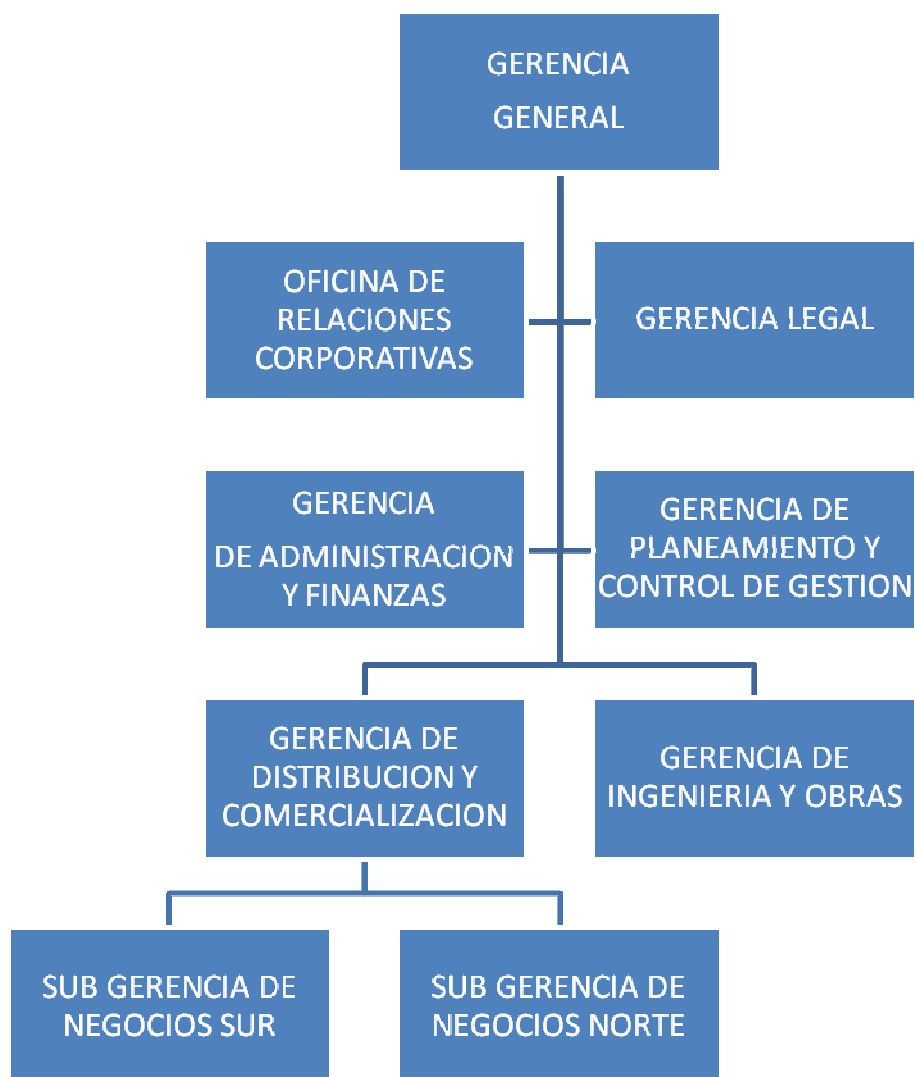 GERENCIA
GENERAL
OFICINA DE
RELACIONES
CORPORATIVAS
GERENCIA LEGAL
GERENCIA
DE ADMINISTRACION
Y FINANZAS
GERENCIA DE
PLANEAMIENTO Y
CONTROL DE GESTION
GERENCIA DE
DISTRIBUCION Y
COMERCIALIZACION
GERENCIA DE
INGENIERIA Y OBRAS
SUB GERENCIA DE
NEGOCIOS SUR
SUB GERENCIA DE
NEGOCIOS NORTE